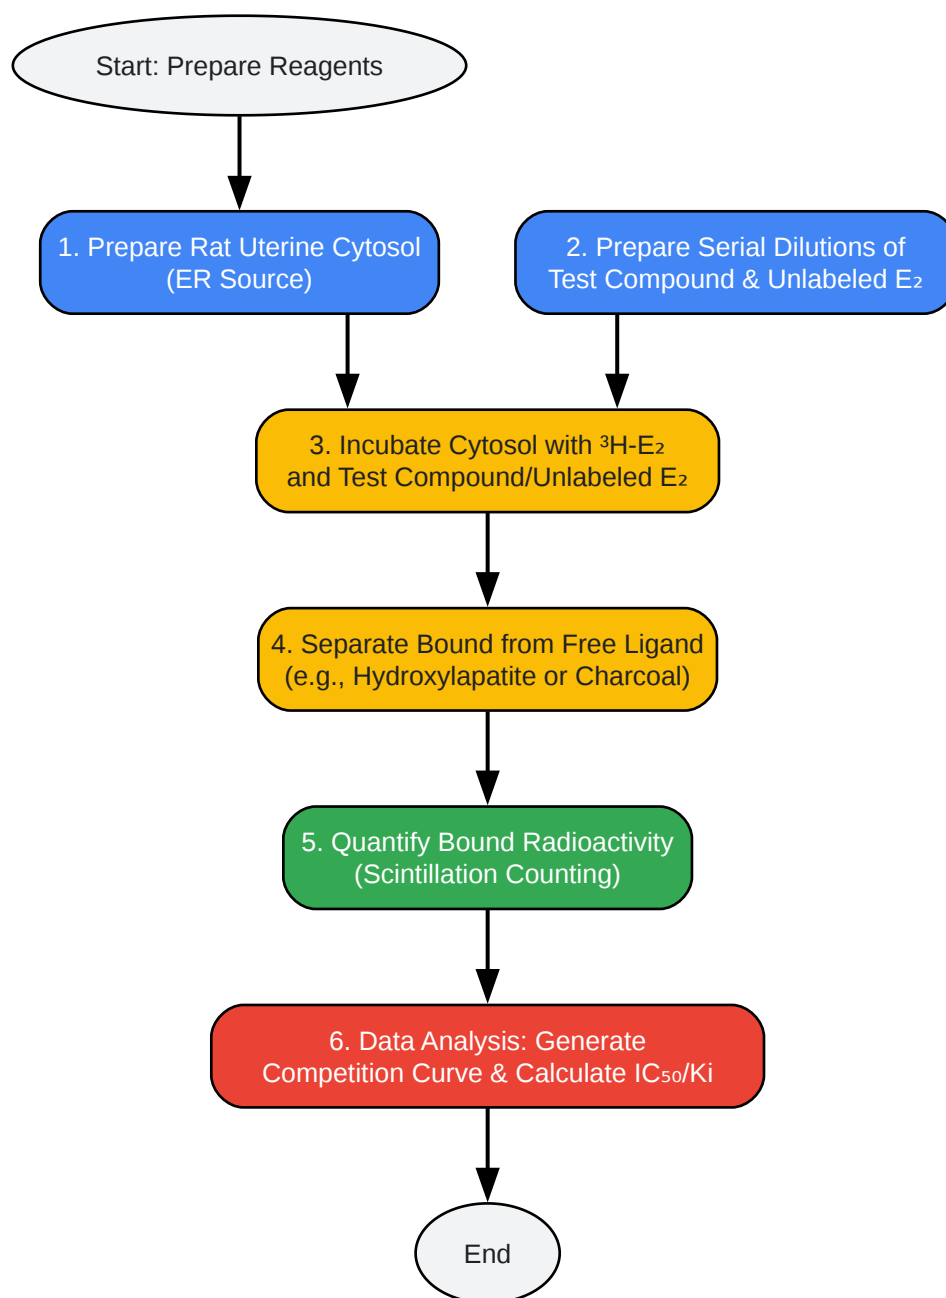 Start: Prepare Reagents
1. Prepare Rat Uterine Cytosol
(ER Source)
2. Prepare Serial Dilutions of
Test Compound & Unlabeled E₂
3. Incubate Cytosol with ³H-E₂
and Test Compound/Unlabeled E₂
4. Separate Bound from Free Ligand
(e.g., Hydroxylapatite or Charcoal)
5. Quantify Bound Radioactivity
(Scintillation Counting)
6. Data Analysis: Generate
Competition Curve & Calculate IC₅₀/Ki
End